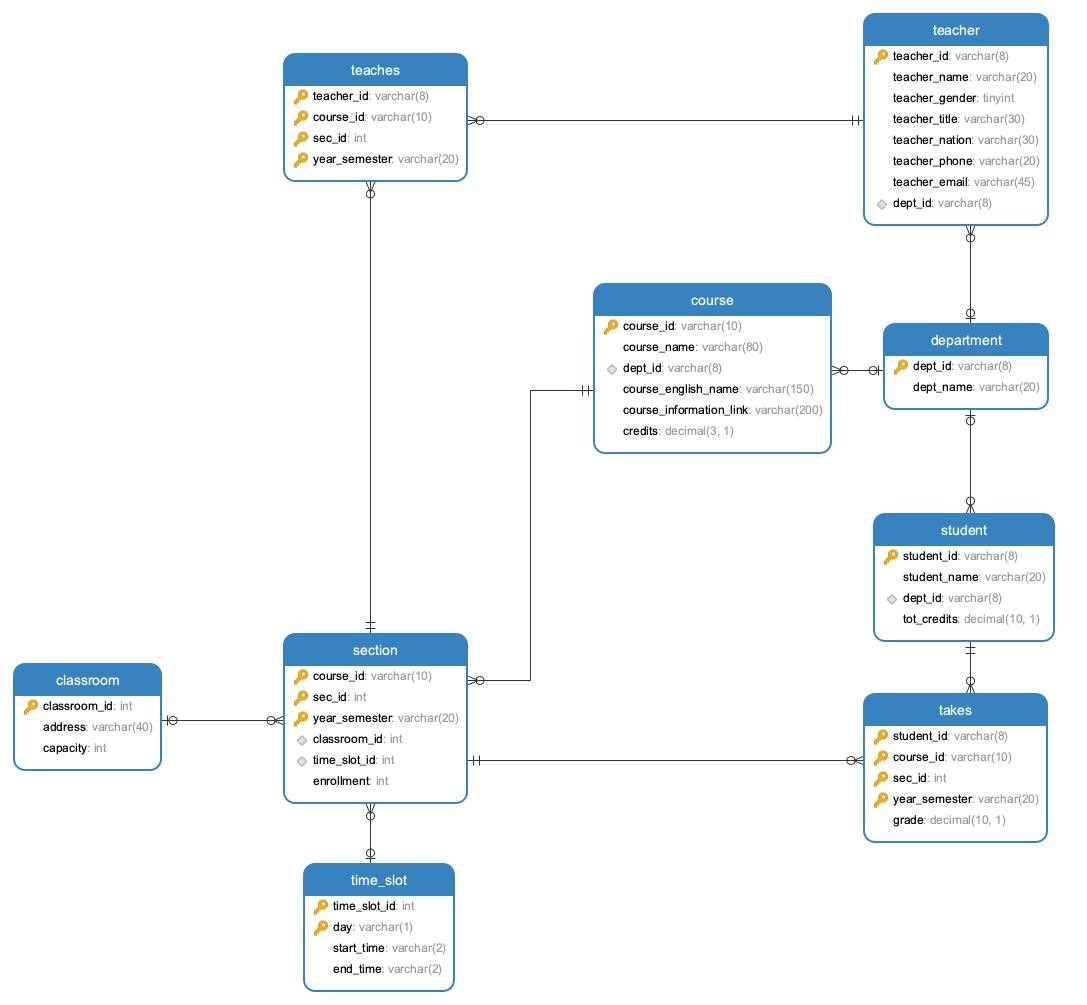 teacher
teacher_id: varchar(8)
teacher_name: varchar(20)
teacher_gender: tinyint
teacher_title: varchar(30)
teacher_nation: varchar(30)
teacher_phone: varchar(20)
teacher_email: varchar(45)
dept_id: varchar(8)
teaches
teacher_id: varchar(8)
course_id: varchar(10)
sec_id: int
year_semester: varchar(20)
course
course_id: varchar(10)
course_name: varchar(80)
dept_id: varchar(8)
course_english_name: varchar(150)
course_information_link: varchar(200)
credits: decimal(3, 1)
department
dept_id: varchar(8)
dept_name: varchar(20)
student
student_id: varchar(8)
student_name: varchar(20)
dept_id: varchar(8)
tot_credits: decimal(10, 1)
section
course_id: varchar(10)
sec_id: int
year_semester: varchar(20)
classroom_id: int
time_slot_id: int
enrollment: int
classroom
classroom_id: int
address: varchar(40)
capacity: int
takes
student_id: varchar(8)
course_id: varchar(10)
sec_id: int
year_semester: varchar(20)
grade: decimal(10, 1)
time_slot
time_slot_id: int
day: varchar(1)
start_time: varchar(2)
end_time: varchar(2)